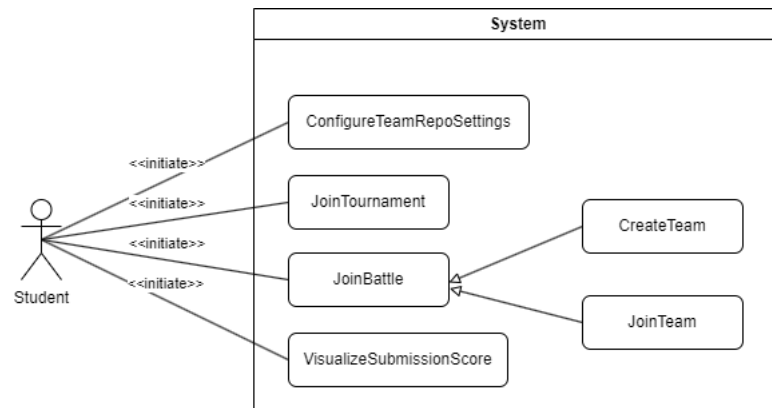 System
ConfigureTeamRepoSettings
<<initiate>>
JoinTournament
<<initiate>>
CreateTeam
<<initiate>>
JoinBattle
<<initiate>>
Student
JoinTeam
VisualizeSubmissionScore